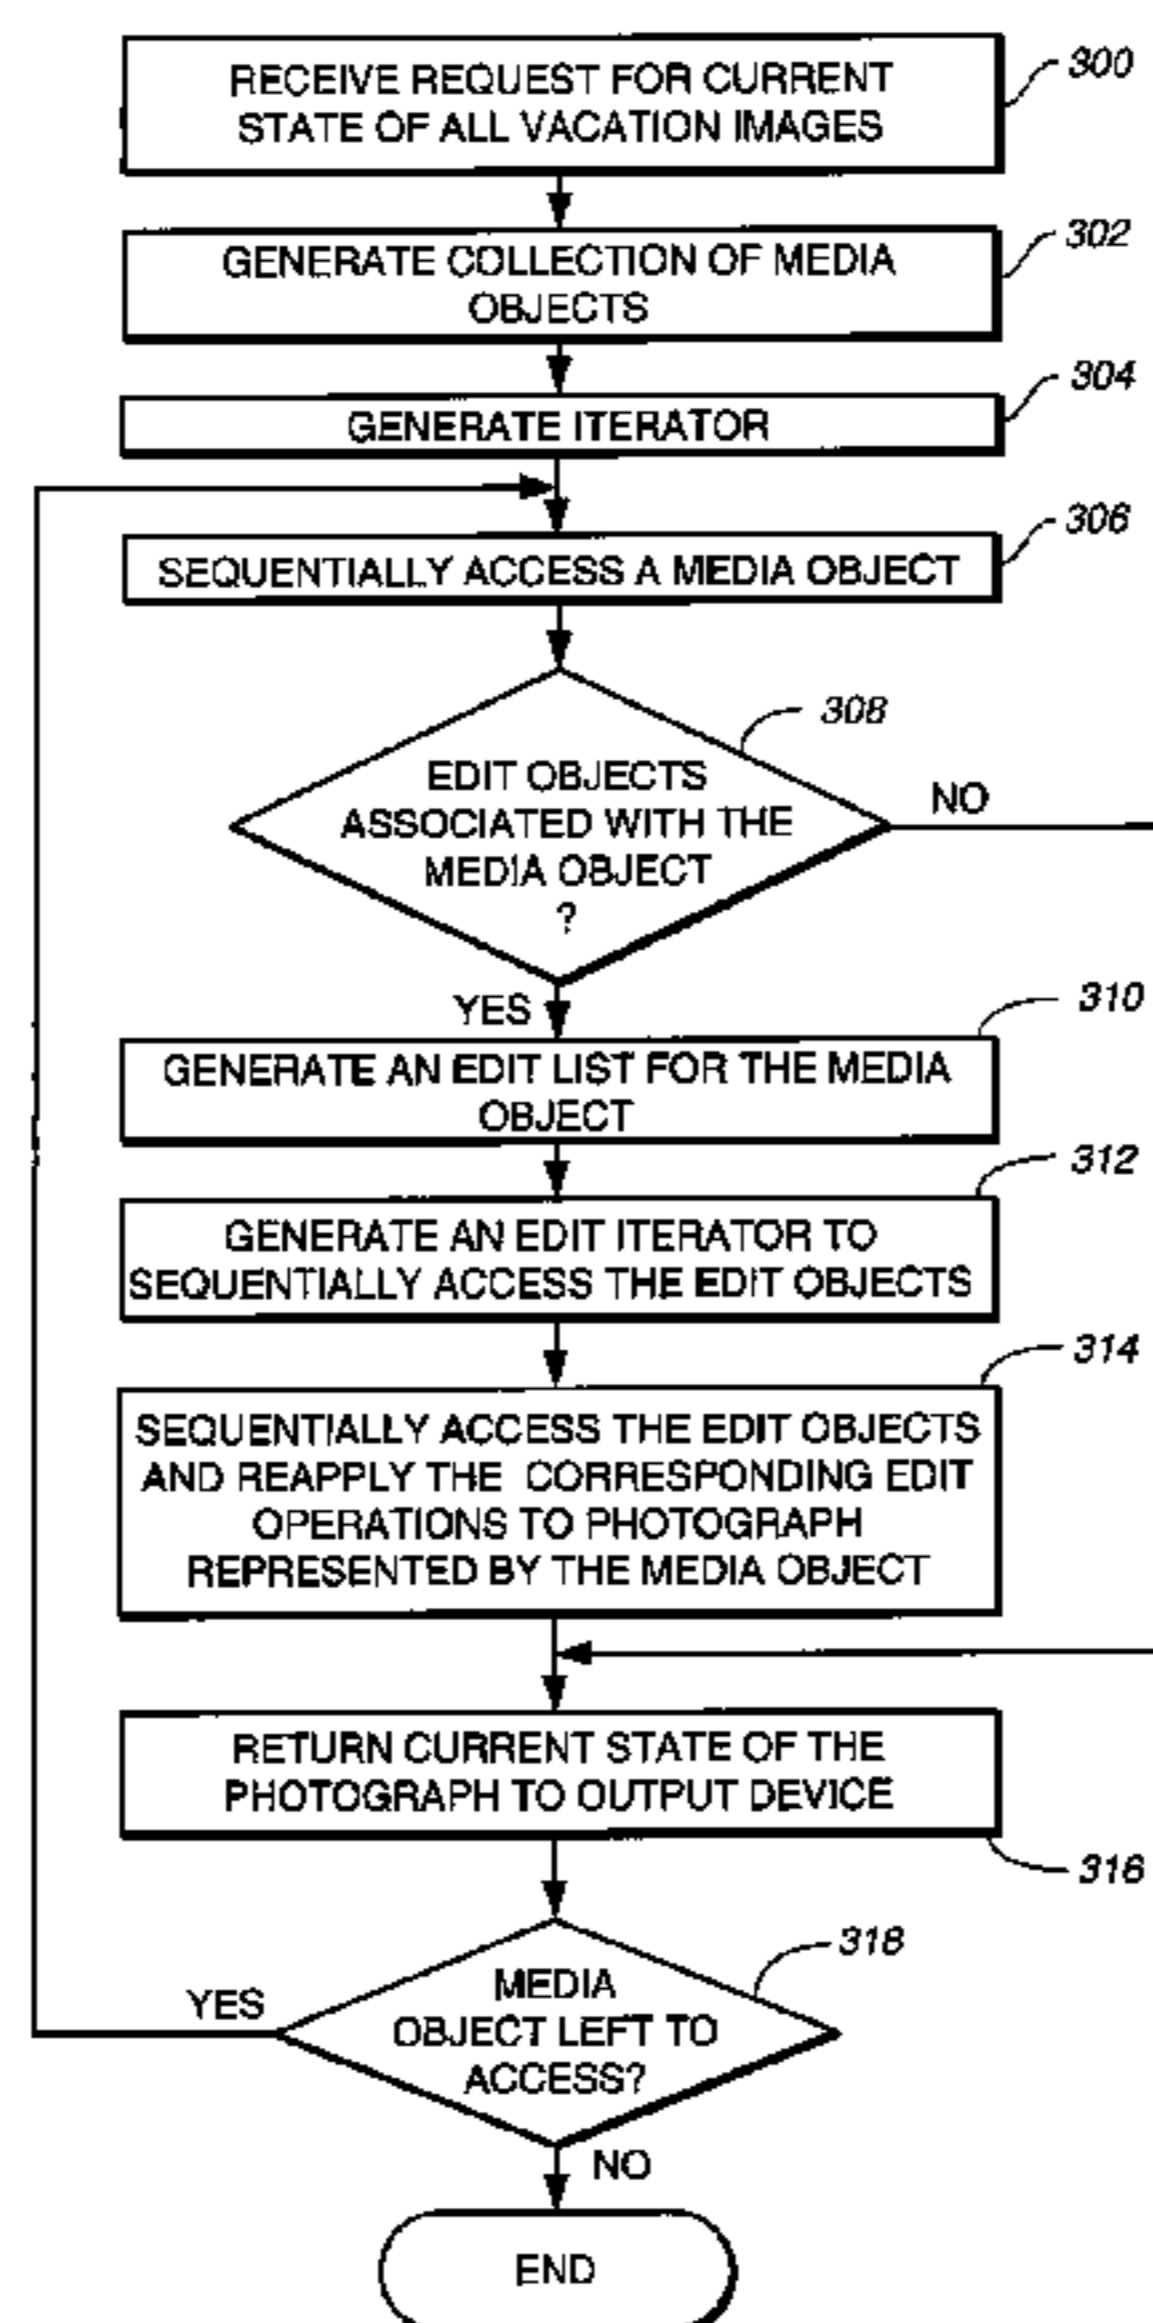 RECEIVE REQUEST FOR CURRENT
STATE OF ALL VACATION IMAGES
300
GENERATE COLLECTION OF MEDIA
OBJECTS
302
GENERATE ITERATOR
304
SEQUENTIALLY ACCESS A MEDIA OBJECT
306
308
EDIT OBJECTS
ASSOCIATED WITH THE
MEDIA OBJECT
?
NO
YES
310
GENERATE AN EDIT LIST FOR THE MEDIA
OBJECT
312
GENERATE AN EDIT ITERATOR TO
SEQUENTIALLY ACCESS THE EDIT OBJECTS
314
SEQUENTIALLY ACCESS THE EDIT OBJECTS
AND REAPPLY THE CORRESPONDING EDIT
OPERATIONS TO PHOTOGRAPH
REPRESENTED BY THE MEDIA OBJECT
RETURN CURRENT STATE OF THE
PHOTOGRAPH TO OUTPUT DEVICE
316
318
MEDIA
OBJECT LEFT TO
ACCESS?
YES
NO
END